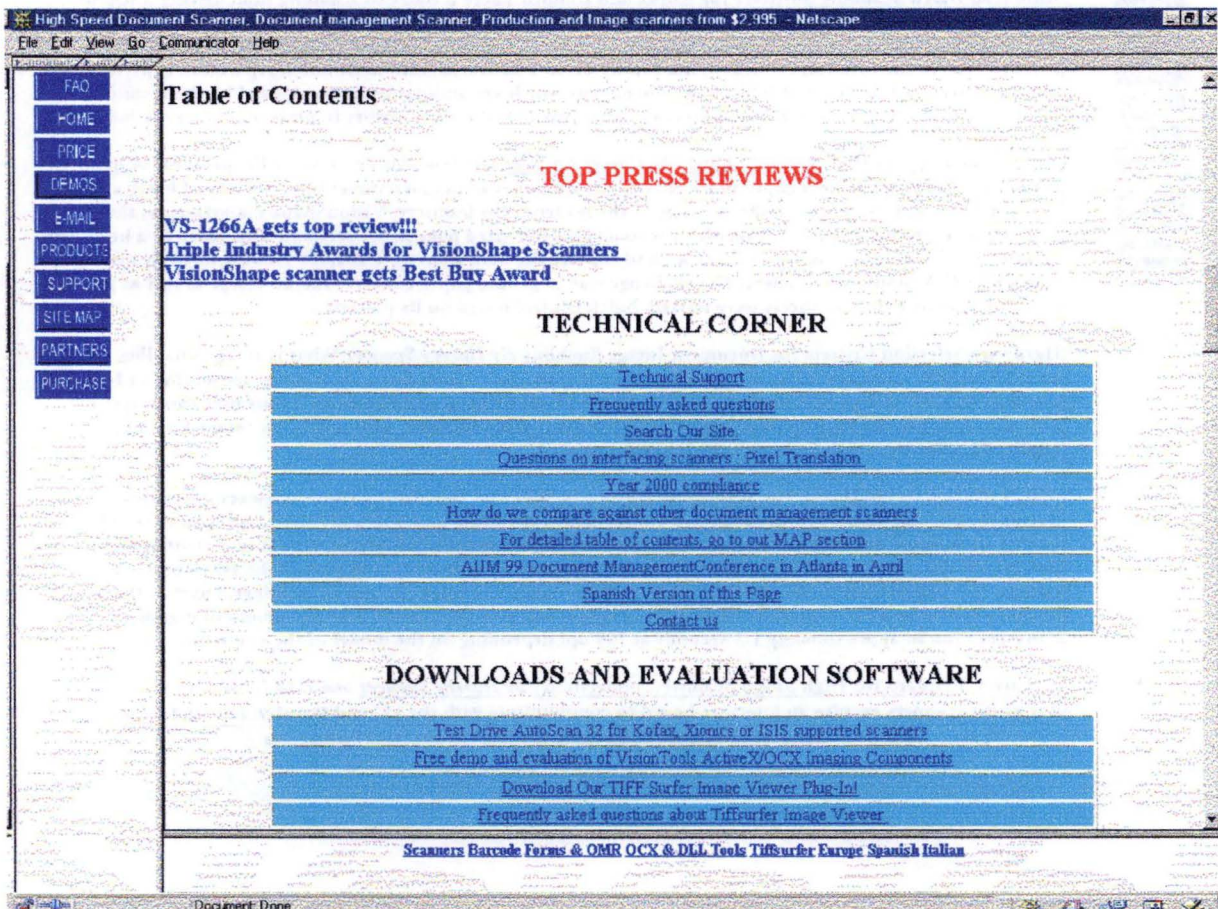 High Speed Document Scanner, Document management Scanner, Production and Image scanners from $2,995 - Netscape
File Edit View Go Communicator Help
FAQ
HOME
PRICE
DEMOS
E-MAIL
PRODUCTS
SUPPORT
SITE MAP
PARTNERS
PURCHASE
Table of Contents
TOP PRESS REVIEWS
VS-1266A gets top review!!!
Triple Industry Awards for VisionShape Scanners
VisionShape scanner gets Best Buy Award
TECHNICAL CORNER
Technical Support
Frequently asked questions
Search Our Site
Questions on interfacing scanners : Pixel Translation
Year 2000 compliance
How do we compare against other document management scanners
For detailed table of contents, go to out MAP section
AIIM 99 Document ManagementConference in Atlanta in April
Spanish Version of this Page
Contact us
DOWNLOADS AND EVALUATION SOFTWARE
Test Drive AutoScan 32 for Kofax, Xionics or ISIS supported scanners
Free demo and evaluation of VisionTools ActiveX/OCX Imaging Components
Download Our TIFF Surfer Image Viewer Plug-In!
Frequently asked questions about Tiffsurfer Image Viewer
Scanners Barcode Forms & OMR OCX & DLL Tools Tiffsurfer Europe Spanish Italian
Document: Done